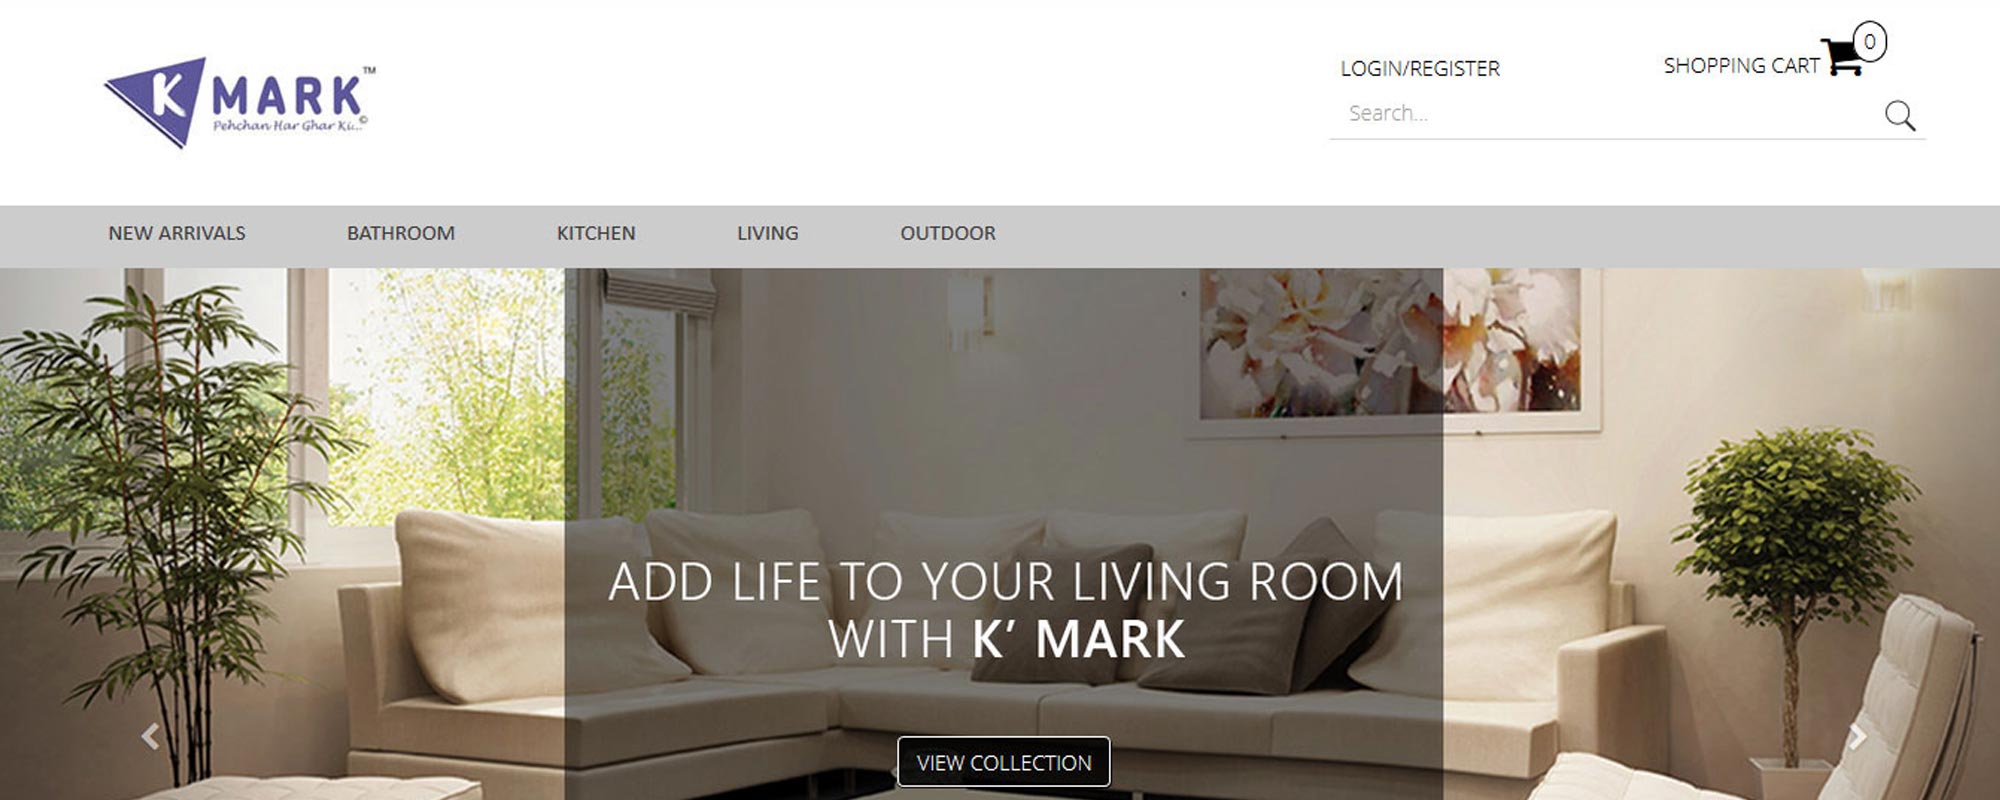 K MARK™
Pehchan Har Ghar Ki...©
LOGIN/REGISTER
SHOPPING CART
0
Search...
NEW ARRIVALS
BATHROOM
KITCHEN
LIVING
OUTDOOR
ADD LIFE TO YOUR LIVING ROOM
WITH K’ MARK
VIEW COLLECTION